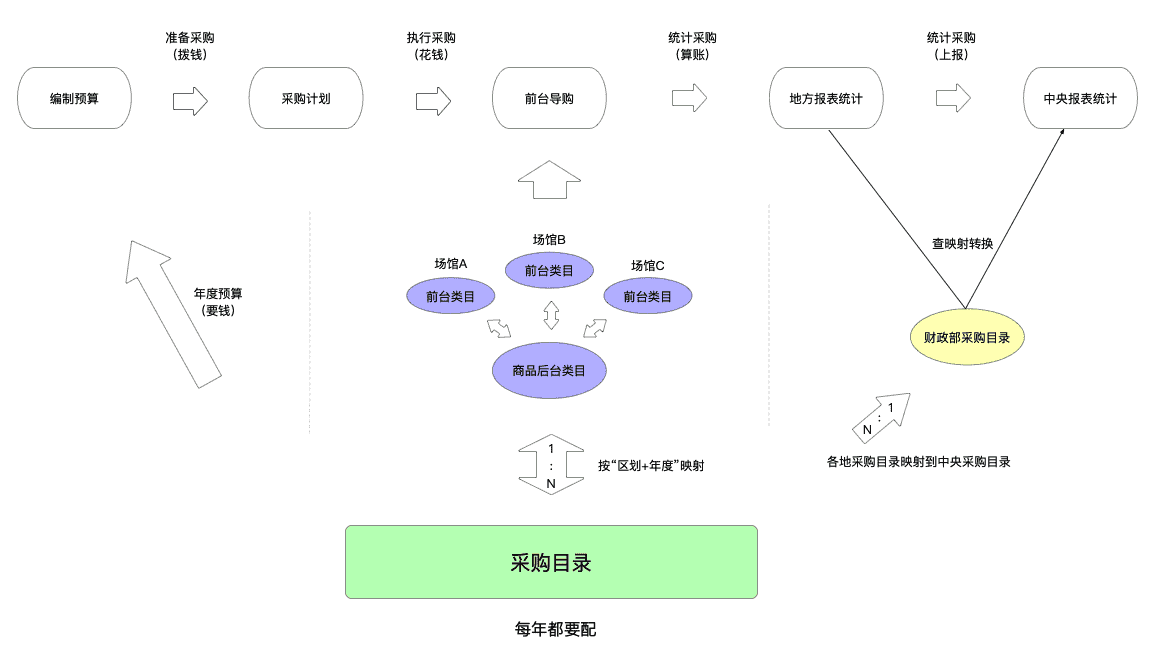 准备采购
（拨钱）
执行采购
（花钱）
统计采购
（算账）
统计采购
（上报）
编制预算
采购计划
前台导购
地方报表统计
中央报表统计
场馆B
查映射转换
场馆A
前台类目
场馆C
年度预算
（要钱）
前台类目
前台类目
财政部采购目录
商品后台类目
N : 1
各地采购目录映射到中央采购目录
1
:
N
按“区划+年度”映射
采购目录
每年都要配